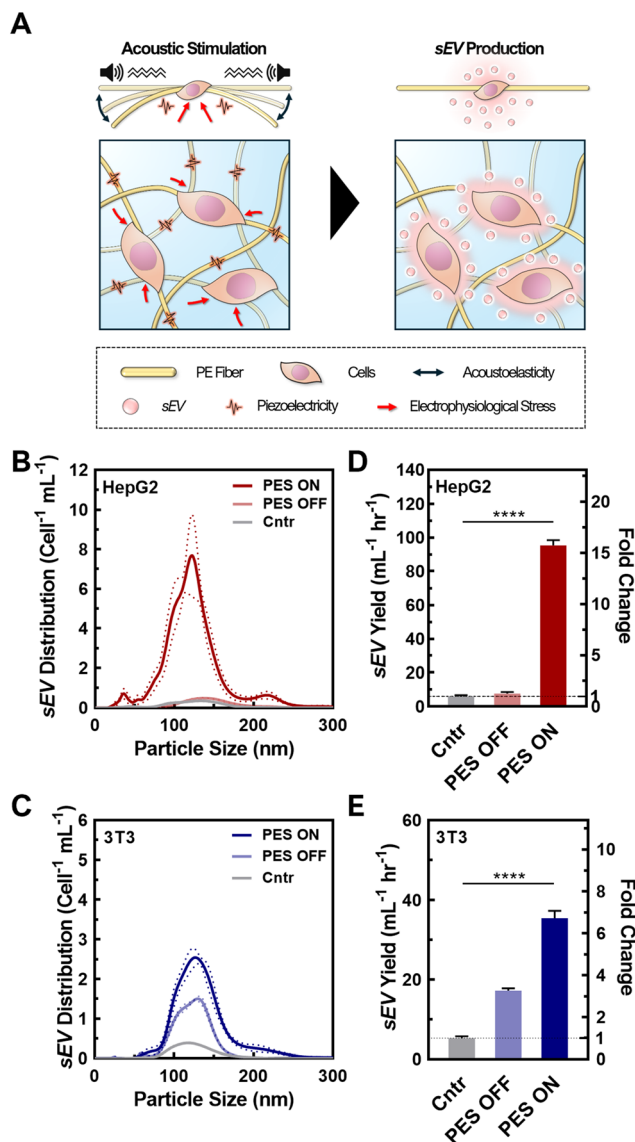 A
Acoustic Stimulation
sEV Production
PE Fiber
Cells
Acoustoelasticity
sEV
Piezoelectricity
Electrophysiological Stress
B
HepG2
PES ON
PES OFF
Cntr
12
10
8
6
4
2
0
sEV Distribution (Cell⁻¹ mL⁻¹)
0 100 200 300
Particle Size (nm)
D
HepG2
****
140
120
100
80
60
40
20
0
sEV Yield (mL⁻¹ hr⁻¹)
20
15
10
5
1
0
Fold Change
Cntr
PES OFF
PES ON
C
3T3
PES ON
PES OFF
Cntr
6
5
4
3
2
1
0
sEV Distribution (Cell⁻¹ mL⁻¹)
0 100 200 300
Particle Size (nm)
E
3T3
****
60
40
20
0
sEV Yield (mL⁻¹ hr⁻¹)
10
8
6
4
2
1
0
Fold Change
Cntr
PES OFF
PES ON